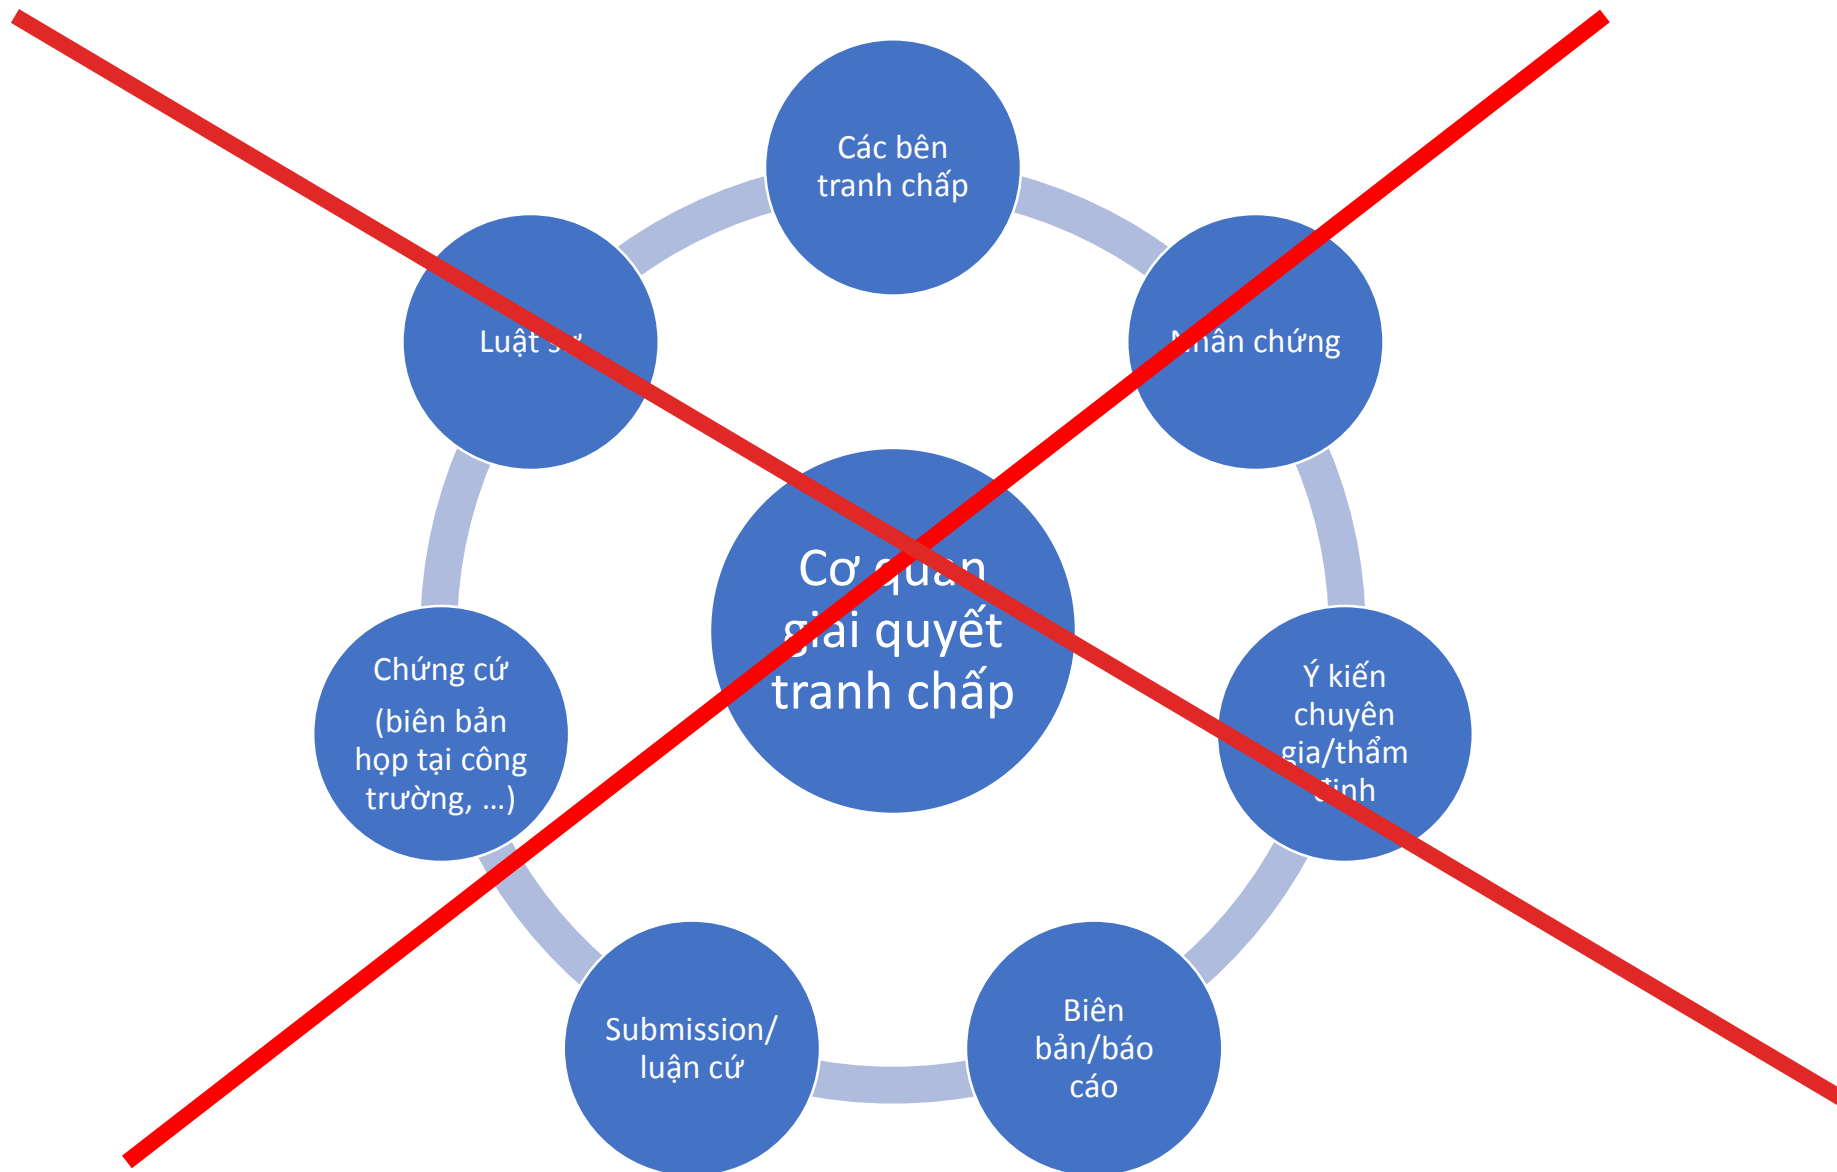 Các bên
tranh chấp
Luật sư
Nhân chứng
Cơ quan
giải quyết
tranh chấp
Chứng cứ
(biên bản
họp tại công
trường, ...)
Ý kiến
chuyên
gia/thẩm
định
Submission/
luận cứ
Biên
bản/báo
cáo